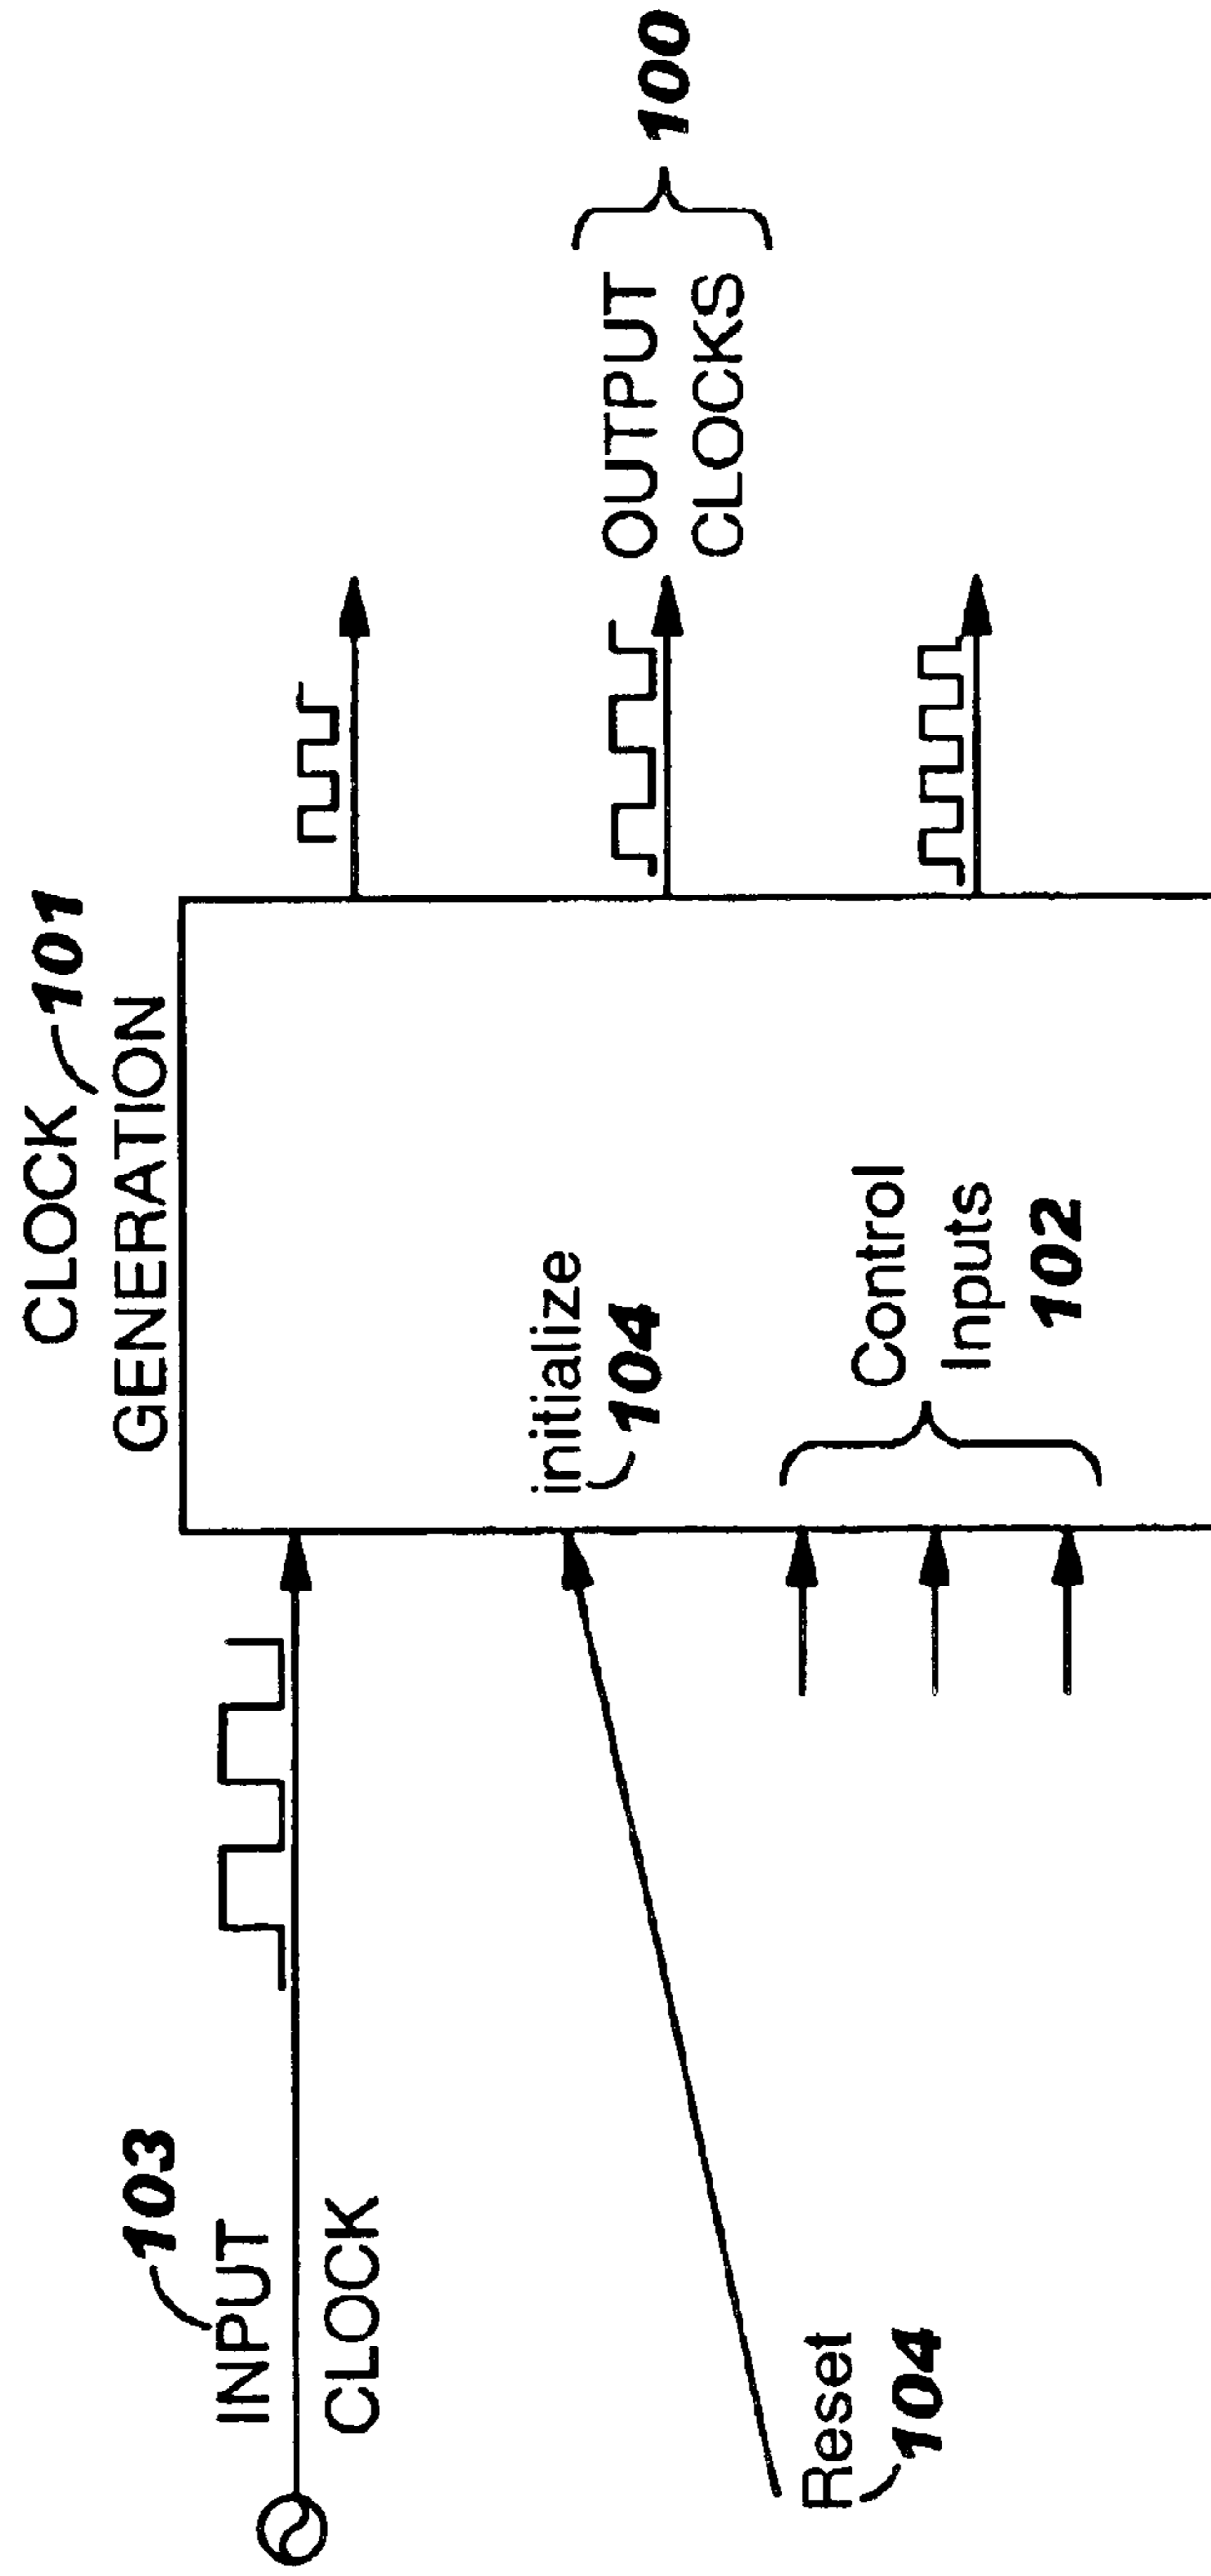 CLOCK 101
GENERATION
103
INPUT
CLOCK
initialize
104
Reset
104
Control
Inputs
102
OUTPUT
CLOCKS
100